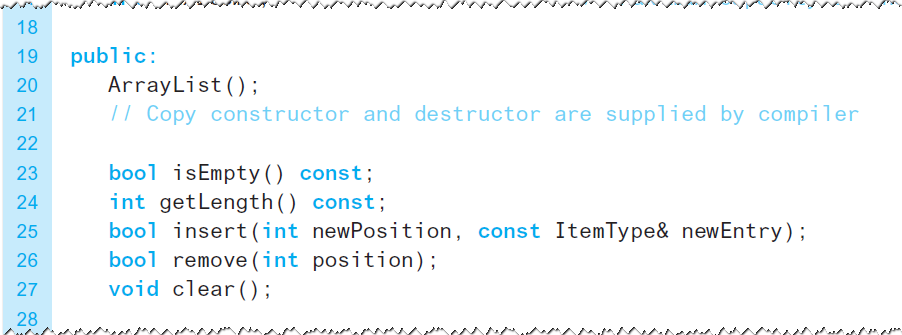 18
19 public:
20 ArrayList();
21 // Copy constructor and destructor are supplied by compiler
22
23 bool isEmpty() const;
24 int getLength() const;
25 bool insert(int newPosition, const ItemType& newEntry);
26 bool remove(int position);
27 void clear();
28